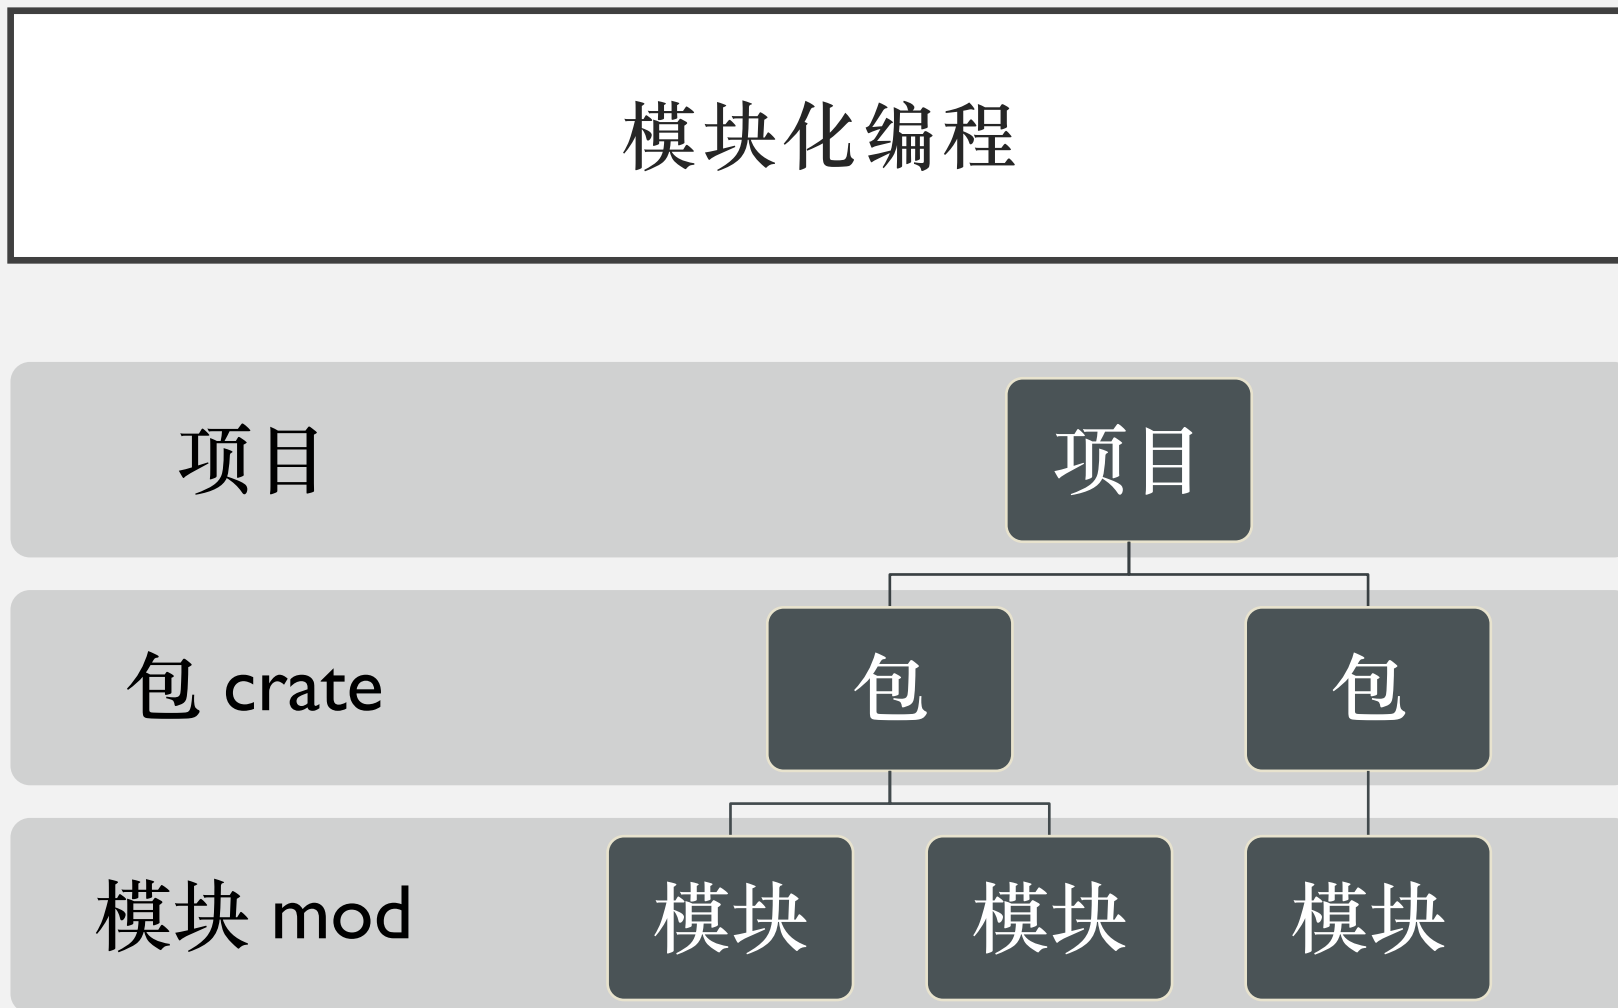 模块化编程
项目
项目
包 crate
包
包
模块 mod
模块
模块
模块